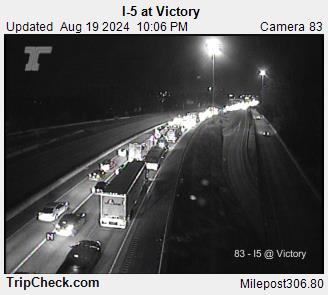 I-5 at Victory
Updated Aug 19 2024 10:06 PM Camera 83
T
N
83 - I5 @ Victory
TripCheck.com Milepost306.80